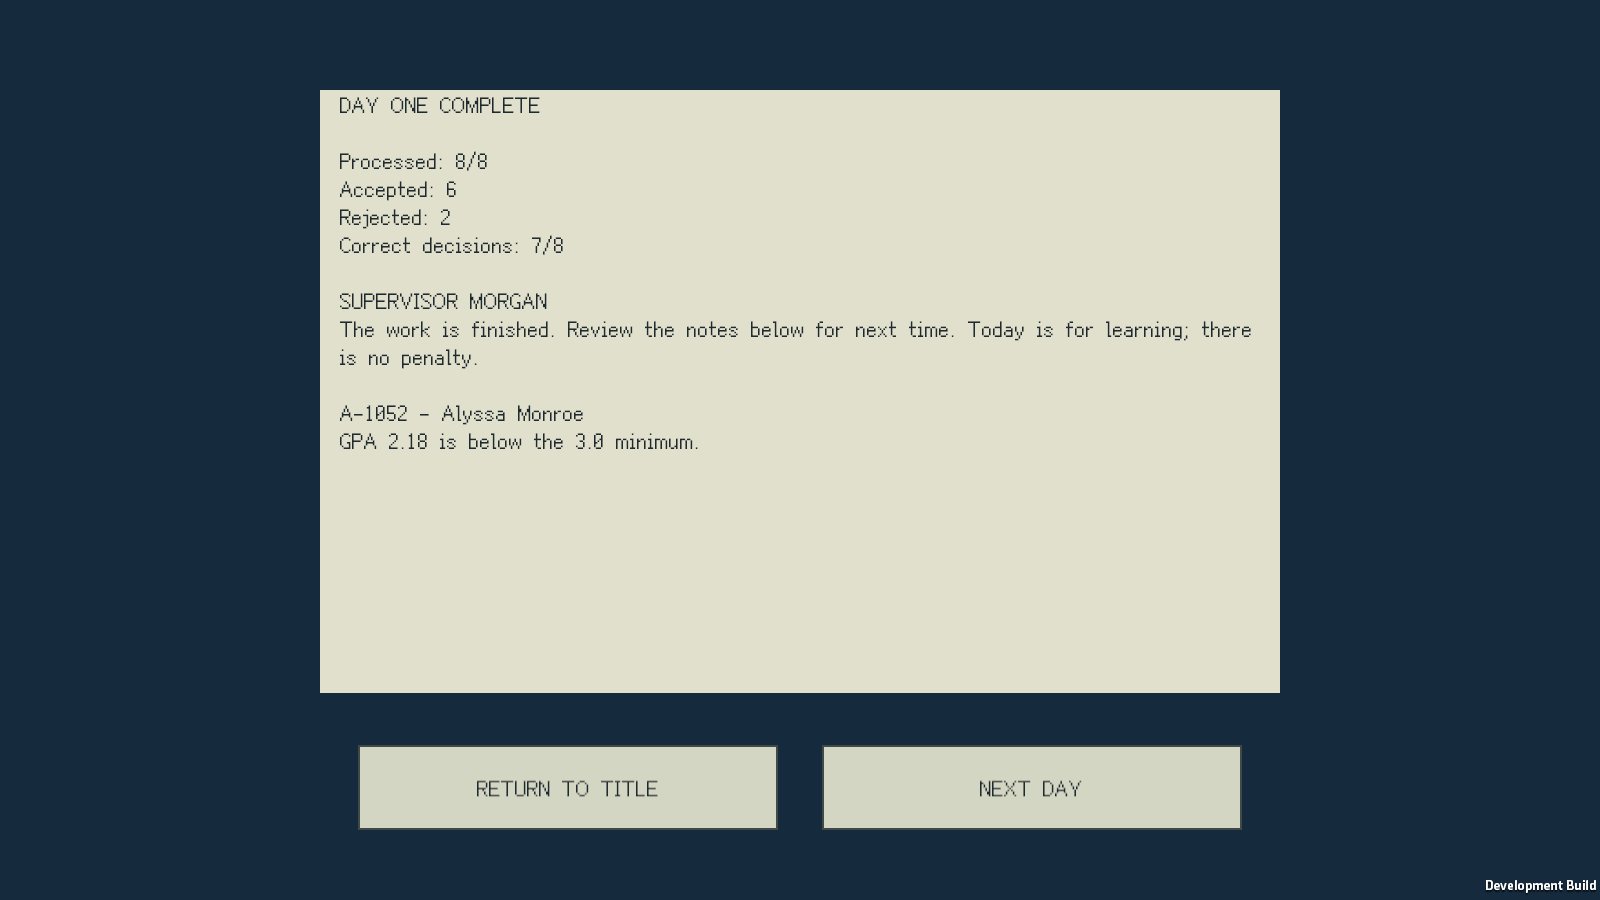 DAY ONE COMPLETE
Processed: 8/8
Accepted: 6
Rejected: 2
Correct decisions: 7/8
SUPERVISOR MORGAN
The work is finished. Review the notes below for next time. Today is for learning; there
is no penalty.
A-1052 - Alyssa Monroe
GPA 2.18 is below the 3.0 minimum.
RETURN TO TITLE
NEXT DAY
Development Build